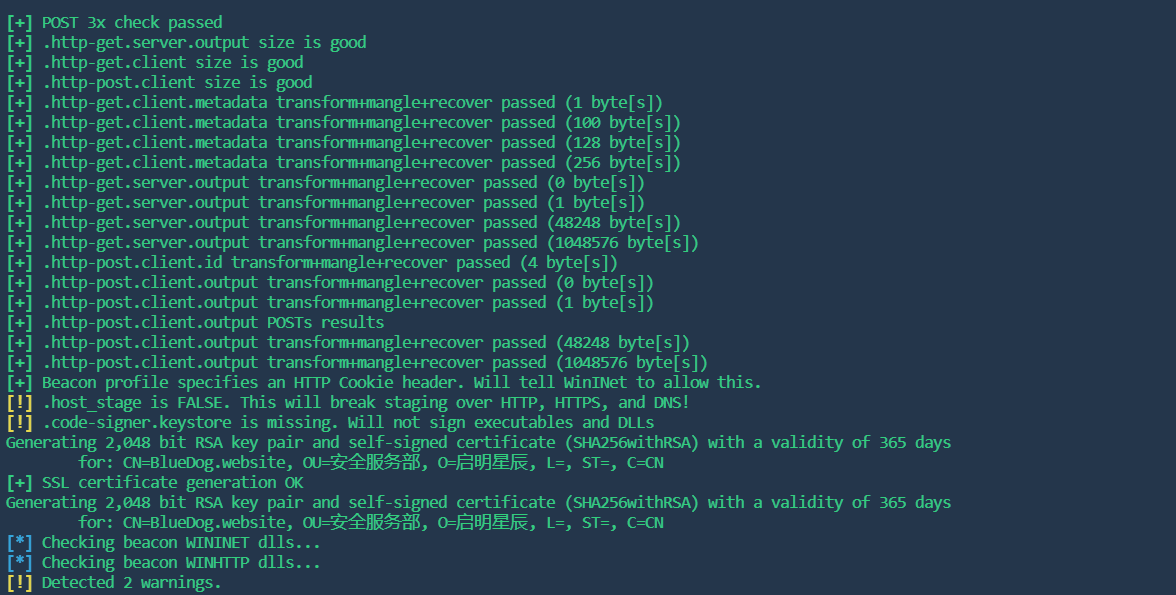 [+] POST 3x check passed
[+] .http-get.server.output size is good
[+] .http-get.client size is good
[+] .http-post.client size is good
[+] .http-get.client.metadata transform+mangle+recover passed (1 byte[s])
[+] .http-get.client.metadata transform+mangle+recover passed (100 byte[s])
[+] .http-get.client.metadata transform+mangle+recover passed (128 byte[s])
[+] .http-get.client.metadata transform+mangle+recover passed (256 byte[s])
[+] .http-get.server.output transform+mangle+recover passed (0 byte[s])
[+] .http-get.server.output transform+mangle+recover passed (1 byte[s])
[+] .http-get.server.output transform+mangle+recover passed (48248 byte[s])
[+] .http-get.server.output transform+mangle+recover passed (1048576 byte[s])
[+] .http-post.client.id transform+mangle+recover passed (4 byte[s])
[+] .http-post.client.output transform+mangle+recover passed (0 byte[s])
[+] .http-post.client.output transform+mangle+recover passed (1 byte[s])
[+] .http-post.client.output POSTs results
[+] .http-post.client.output transform+mangle+recover passed (48248 byte[s])
[+] .http-post.client.output transform+mangle+recover passed (1048576 byte[s])
[+] Beacon profile specifies an HTTP Cookie header. Will tell WinINet to allow this.
[!] .host_stage is FALSE. This will break staging over HTTP, HTTPS, and DNS!
[!] .code-signer.keystore is missing. Will not sign executables and DLLs
Generating 2,048 bit RSA key pair and self-signed certificate (SHA256withRSA) with a validity of 365 days
for: CN=BlueDog.website, OU=安全服务部, O=启明星辰, L=, ST=, C=CN
[+] SSL certificate generation OK
Generating 2,048 bit RSA key pair and self-signed certificate (SHA256withRSA) with a validity of 365 days
for: CN=BlueDog.website, OU=安全服务部, O=启明星辰, L=, ST=, C=CN
[*] Checking beacon WININET dlls...
[*] Checking beacon WINHTTP dlls...
[!] Detected 2 warnings.